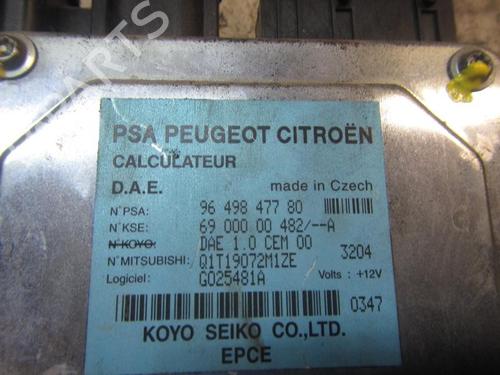 PSA PEUGEOT CITROËN
CALCULATEUR
D.A.E. made in Czech
N°PSA: 96 498 477 80
N°KSE: 69 000 00 482/--A
N°KOYO: DAE 1.0 CEM 00
3204
N°MITSUBISHI: Q1T19072M1ZE
Logiciel: G025481A Volts : +12V
0347
KOYO SEIKO CO.,LTD.
EPCE